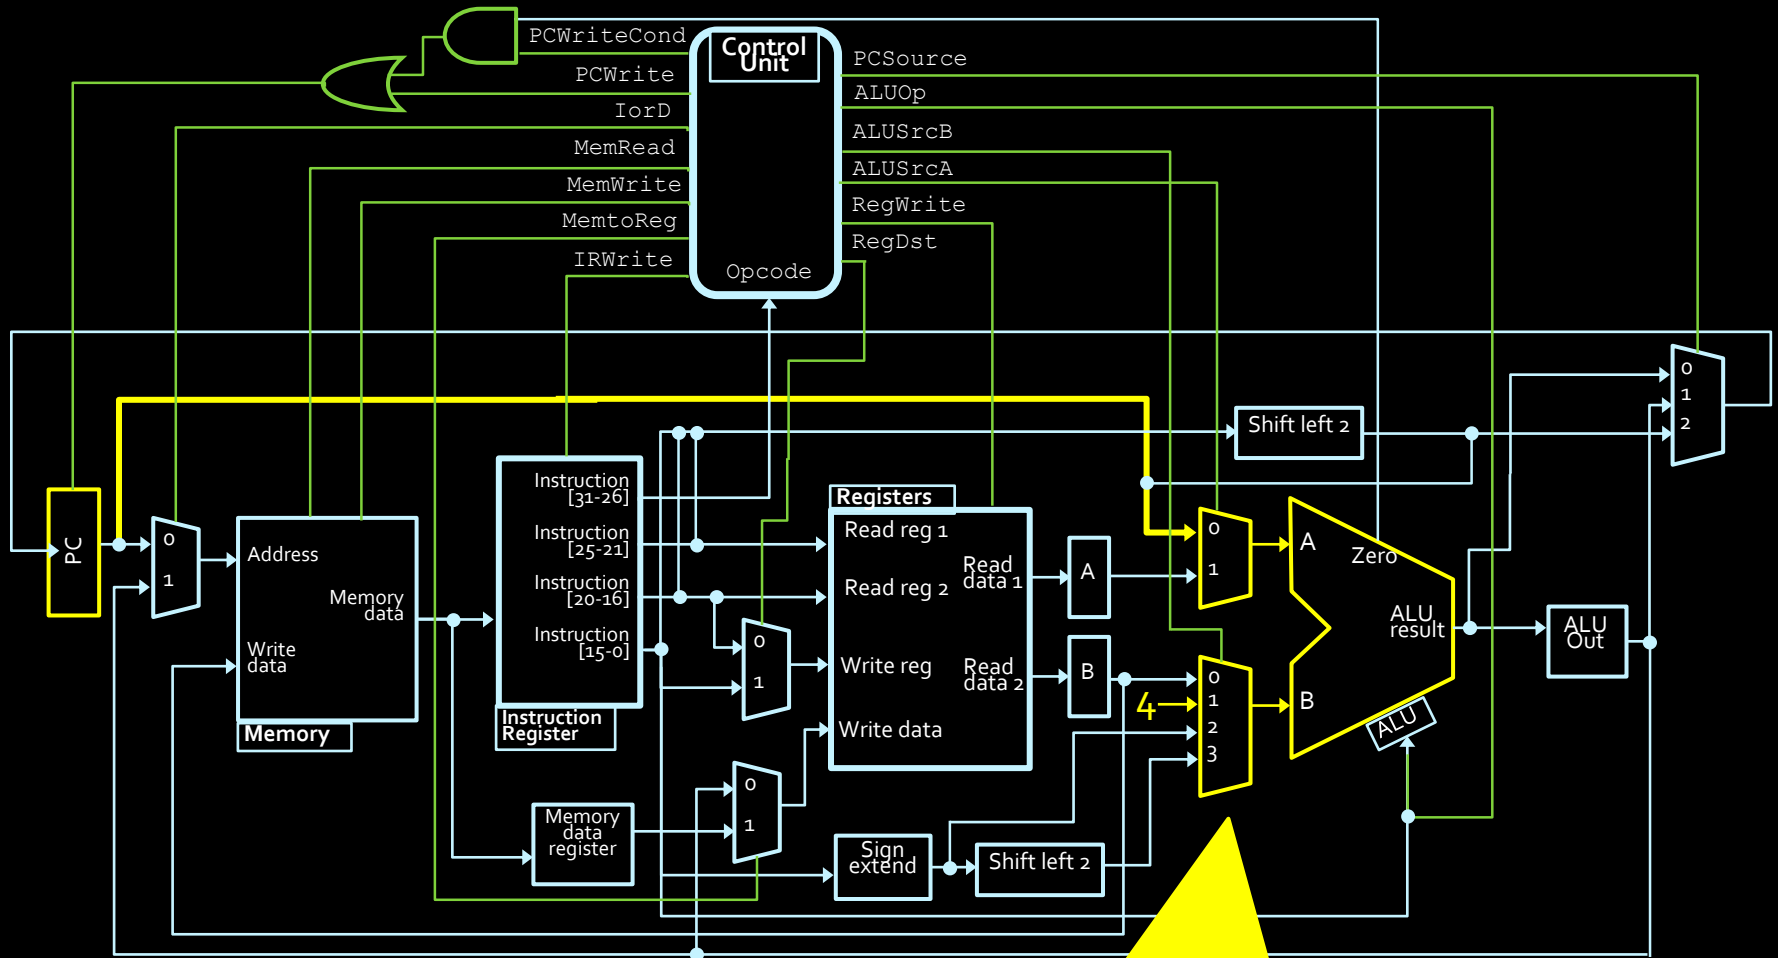 PCWriteCond
PCWrite
IorD
MemRead
MemWrite
MemtoReg
IRWrite
Control
Unit
Opcode
PCSource
ALUOp
ALUSrcB
ALUSrcA
RegWrite
RegDst
PC
0
1
Address
Memory
data
Write
data
Memory
Instruction
[31-26]
Instruction
[25-21]
Instruction
[20-16]
Instruction
[15-0]
Instruction
Register
Memory
data
register
0
1
0
1
Registers
Read reg 1
Read reg 2
Write reg
Write data
Read
data 1
Read
data 2
Sign
extend
Shift left 2
A
B
4
0
1
0
1
2
3
Shift left 2
A
B
Zero
ALU
result
ALU
ALU
Out
0
1
2